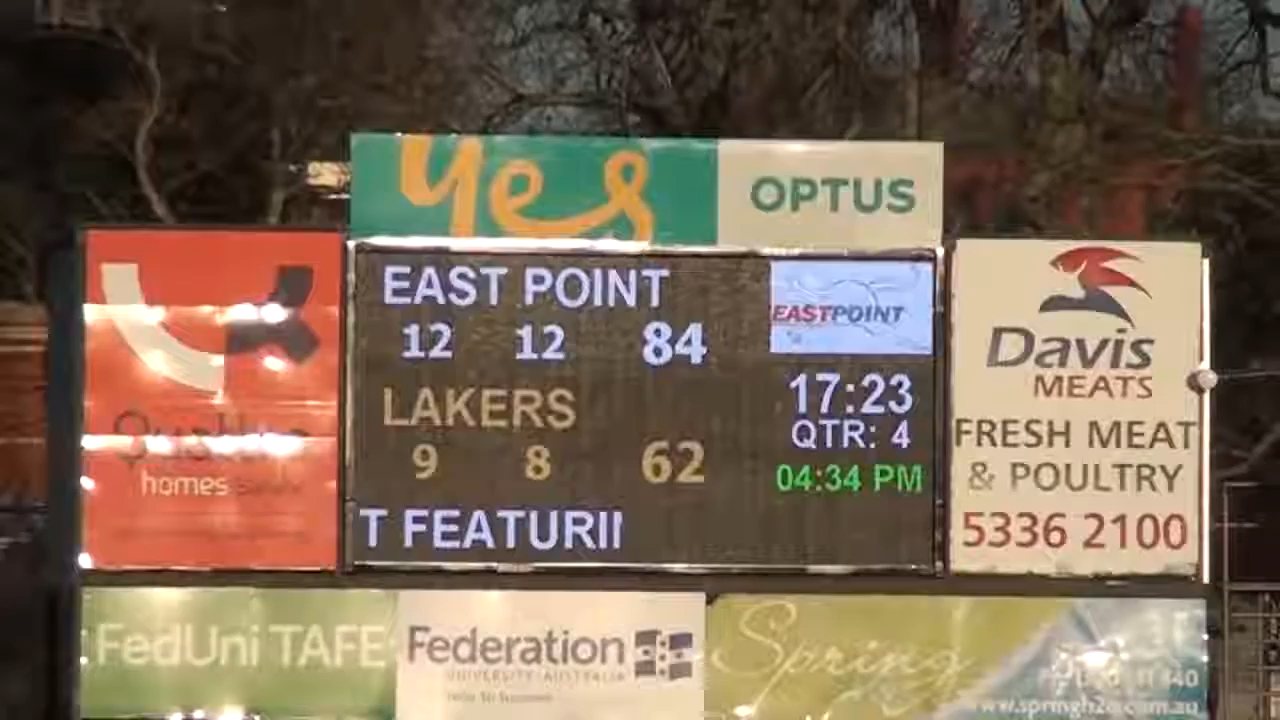 yes
OPTUS
EAST POINT
12 12 84
EASTPOINT
LAKERS
9 8 62
17:23
QTR: 4
04:34 PM
T FEATURII
homes
Davis
MEATS
FRESH MEAT
& POULTRY
5336 2100
FedUni TAFE
Federation
UNIVERSITY AUSTRALIA
Spring
www.springh2o.com.au